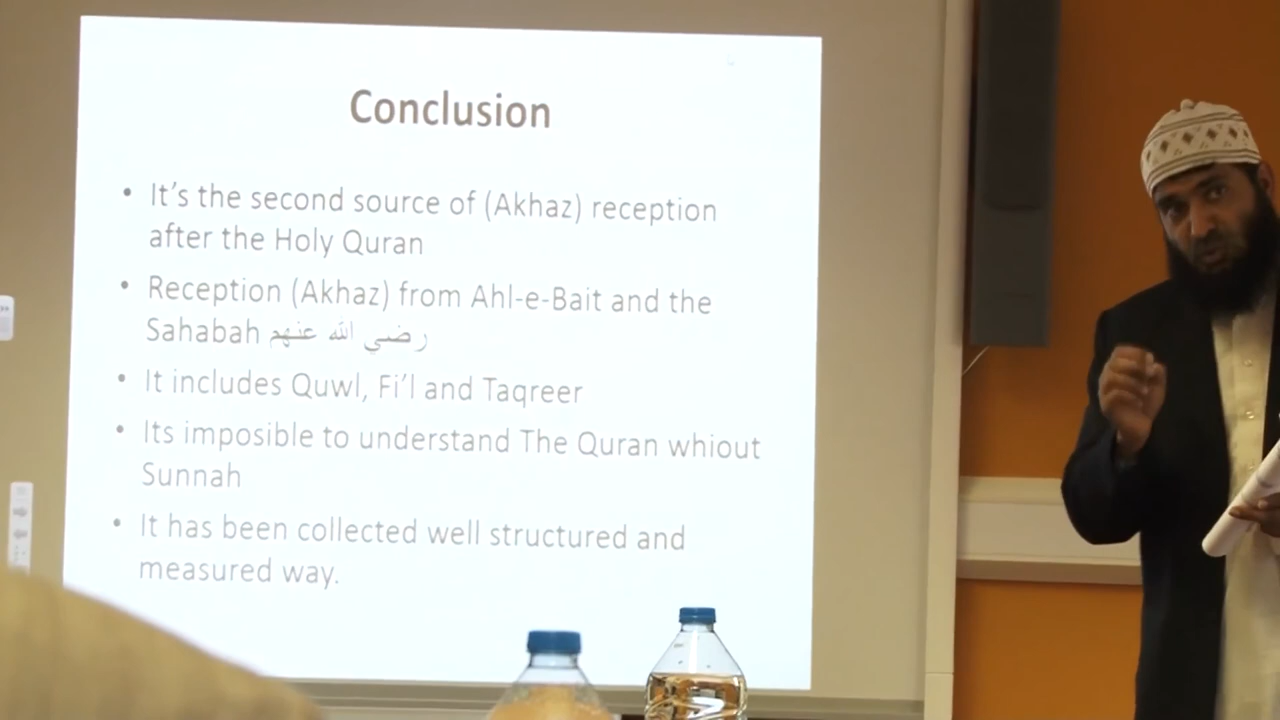 Conclusion
• It's the second source of (Akhaz) reception
after the Holy Quran
• Reception (Akhaz) from Ahl-e-Bait and the
Sahabah رضي الله عنهم
• It includes Quwl, Fi'l and Taqreer
• Its imposible to understand The Quran whiout
Sunnah
• It has been collected well structured and
measured way.